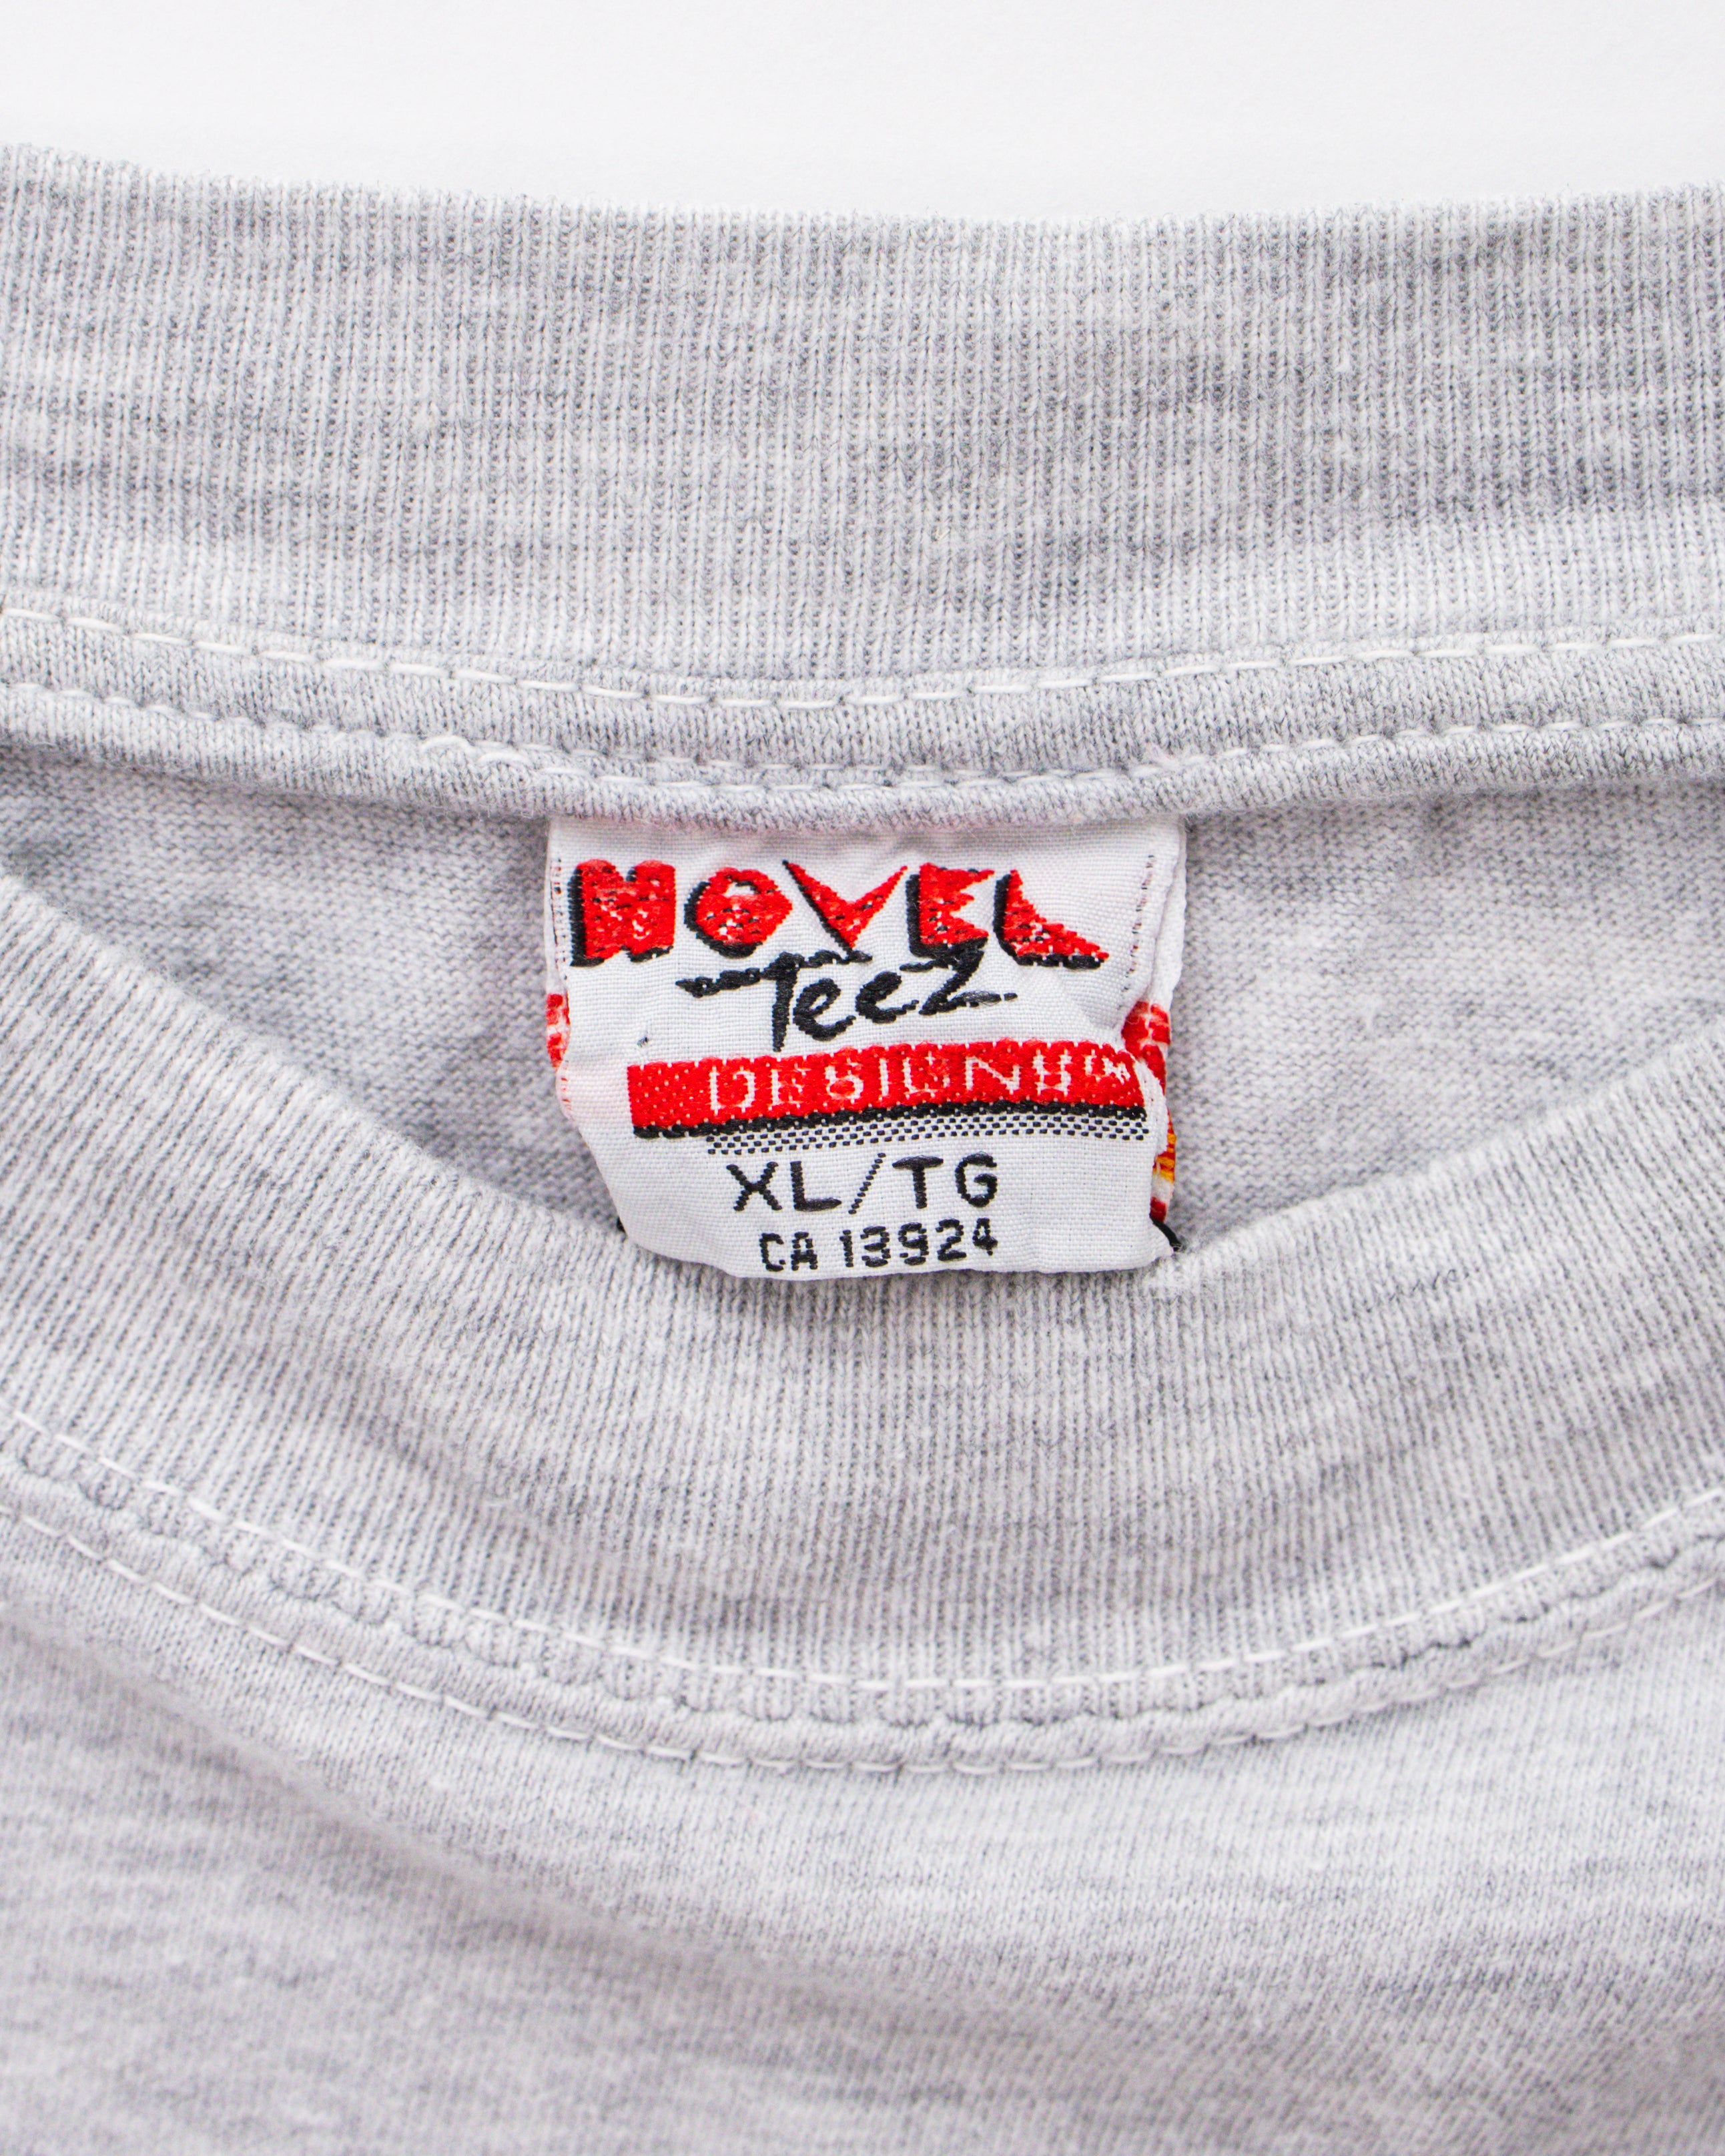 NOVEL
Teez
DESIGNS
XL/TG
CA 13924